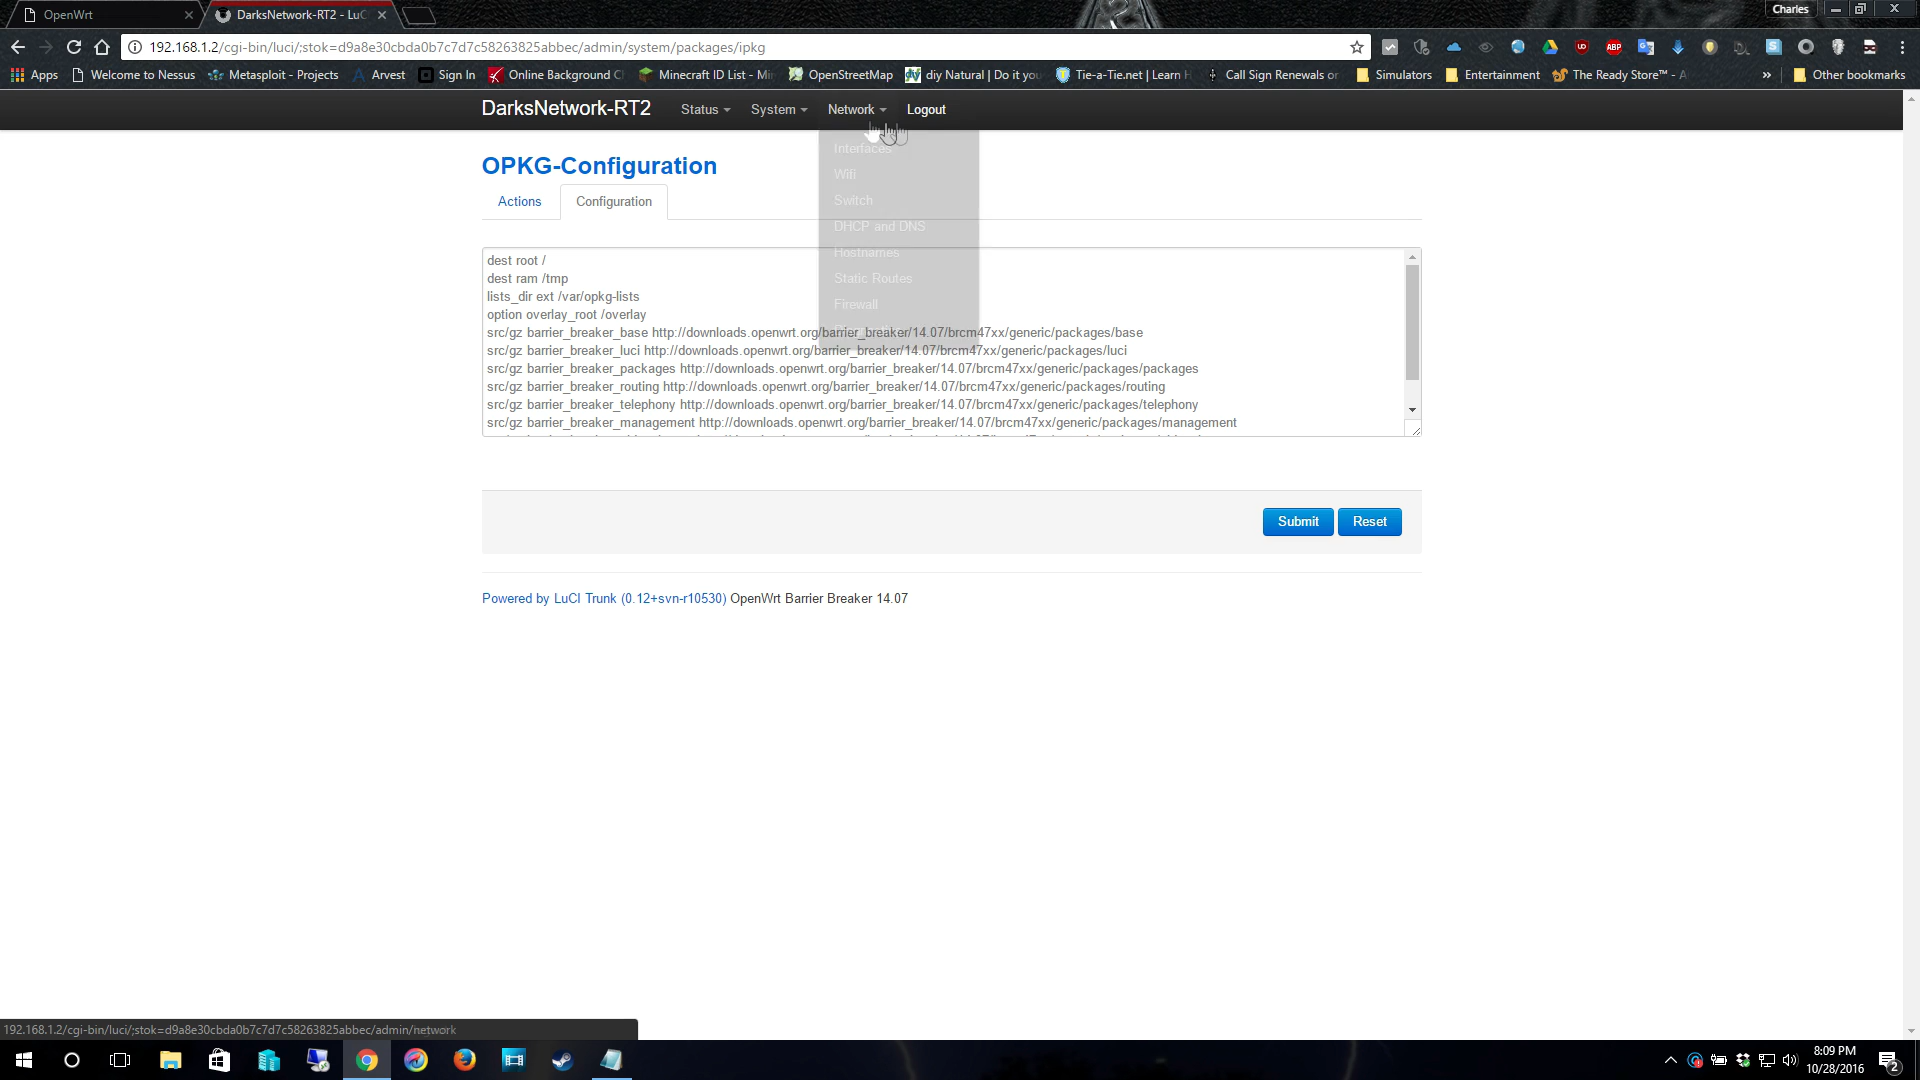 OpenWrt
DarksNetwork-RT2 - LuC
Charles
192.168.1.2/cgi-bin/luci/;stok=d9a8e30cbda0b7c7d7c58263825abbec/admin/system/packages/ipkg
Apps Welcome to Nessus Metasploit - Projects Arvest Sign In Online Background C Minecraft ID List - Mi OpenStreetMap diy Natural | Do it you Tie-a-Tie.net | Learn H Call Sign Renewals or Simulators Entertainment The Ready Store™ - A » Other bookmarks
DarksNetwork-RT2 Status System Network Logout
Interfaces
Wifi
Switch
DHCP and DNS
Hostnames
Static Routes
Firewall
OPKG-Configuration
Actions Configuration
dest root /
dest ram /tmp
lists_dir ext /var/opkg-lists
option overlay_root /overlay
src/gz barrier_breaker_base http://downloads.openwrt.org/barrier_breaker/14.07/brcm47xx/generic/packages/base
src/gz barrier_breaker_luci http://downloads.openwrt.org/barrier_breaker/14.07/brcm47xx/generic/packages/luci
src/gz barrier_breaker_packages http://downloads.openwrt.org/barrier_breaker/14.07/brcm47xx/generic/packages/packages
src/gz barrier_breaker_routing http://downloads.openwrt.org/barrier_breaker/14.07/brcm47xx/generic/packages/routing
src/gz barrier_breaker_telephony http://downloads.openwrt.org/barrier_breaker/14.07/brcm47xx/generic/packages/telephony
src/gz barrier_breaker_management http://downloads.openwrt.org/barrier_breaker/14.07/brcm47xx/generic/packages/management
Submit Reset
Powered by LuCI Trunk (0.12+svn-r10530) OpenWrt Barrier Breaker 14.07
192.168.1.2/cgi-bin/luci/;stok=d9a8e30cbda0b7c7d7c58263825abbec/admin/network
8:09 PM
10/28/2016
2